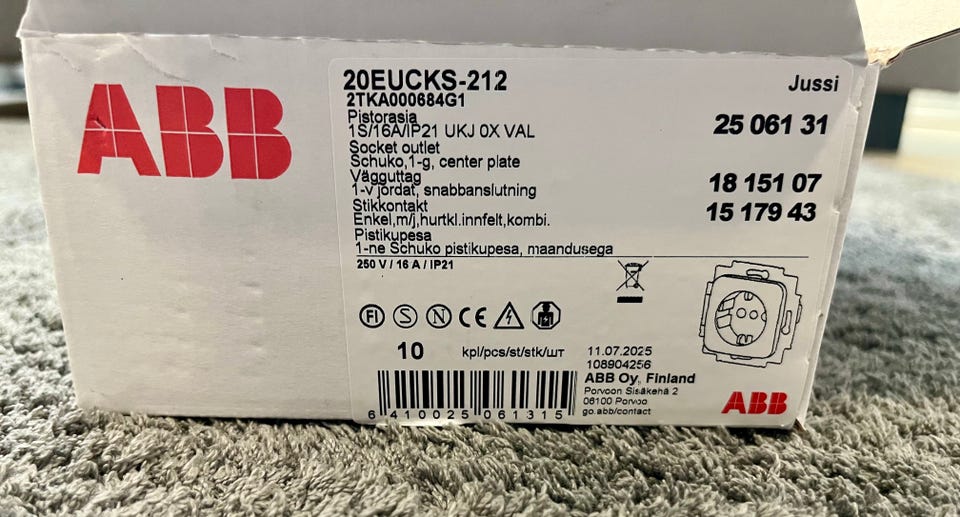 ABB
20EUCKS-212
Jussi
2TKA000684G1
Pistorasia
1S/16A/IP21 UKJ 0X VAL
25 061 31
Socket outlet
Schuko,1-g, center plate
Vägguttag
1-v jordat, snabbanslutning
18 151 07
Stikkontakt
15 179 43
Enkel,m/j,hurtkl.innfelt,kombi.
Pistikupesa
1-ne Schuko pistikupesa, maandusega
250 V / 16 A / IP21
FI S N CE
10 kpl/pcs/st/stk/шт
11.07.2025
108904256
ABB Oy, Finland
Porvoon Sisäkehä 2
06100 Porvoo
go.abb/contact
ABB
6 410025 061315